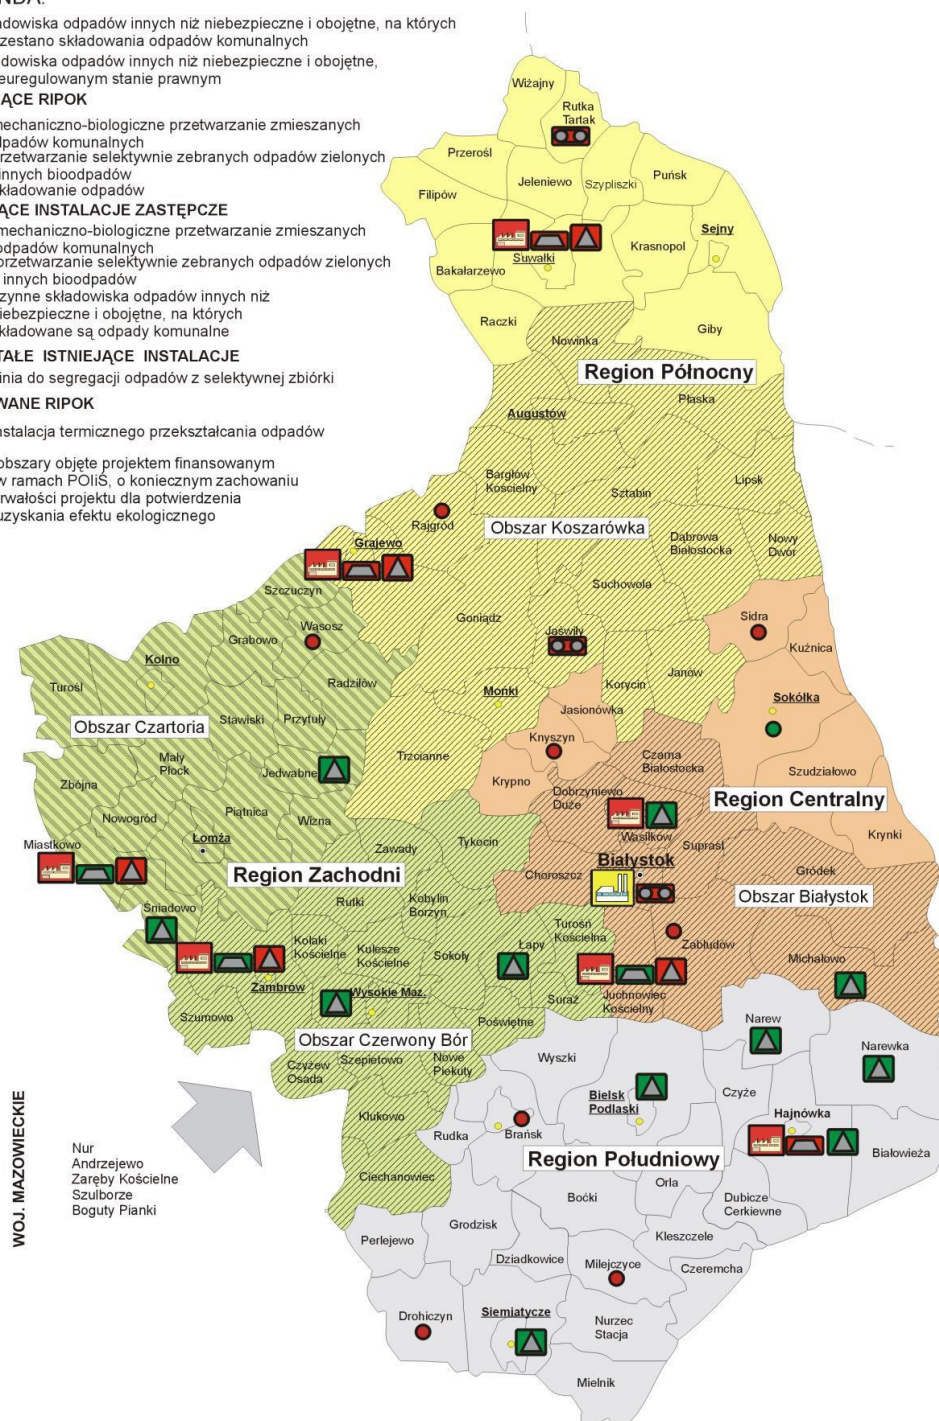 NDA:
adowiska odpadów innych niż niebezpieczne i obojętne, na których
zestano składowania odpadów komunalnych
dowiska odpadów innych niż niebezpieczne i obojętne,
euregulowanym stanie prawnym
ĄCE RIPOK
mechaniczno-biologiczne przetwarzanie zmieszanych
dpadów komunalnych
rzetwarzanie selektywnie zebranych odpadów zielonych
innych bioodpadów
kładowanie odpadów
ĄCE INSTALACJE ZASTĘPCZE
mechaniczno-biologiczne przetwarzanie zmieszanych
odpadów komunalnych
przetwarzanie selektywnie zebranych odpadów zielonych
i innych bioodpadów
zynne składowiska odpadów innych niż
iebezpieczne i obojętne, na których
kładowane są odpady komunalne
TAŁE ISTNIEJĄCE INSTALACJE
inia do segregacji odpadów z selektywnej zbiórki
WANE RIPOK
nstalacja termicznego przekształcania odpadów
obszary objęte projektem finansowanym
w ramach POIiŚ, o koniecznym zachowaniu
rwałości projektu dla potwierdzenia
uzyskania efektu ekologicznego
Wiżajny
Rutka
Tartak
Przerośl
Jeleniewo
Szypliszki
Puńsk
Filipów
Sejny
Krasnopol
Suwałki
Bakałarzewo
Raczki
Giby
Nowinka
Region Północny
Płaska
Augustów
Bargłów
Kościelny
Sztabin
Lipsk
Rajgród
Obszar Koszarówka
Grajewo
Dąbrowa
Białostocka
Nowy
Dwór
Szczuczyn
Suchowola
Goniądz
Sidra
Wąsosz
Grabowo
Jaświły
Kuźnica
Kolno
Turośl
Radziłów
Korycin
Janów
Mońki
Sokółka
Jasionówka
Obszar Czartoria
Stawiski
Przytuły
Knyszyn
Trzcianne
Czarna
Białostocka
Mały
Płock
Jedwabne
Szudziałowo
Zbójna
Krypno
Dobrzyniewo
Duże
Region Centralny
Nowogród
Piątnica
Wizna
Wasilków
Krynki
Miastkowo
Łomża
Zawady
Tykocin
Supraśl
Białystok
Region Zachodni
Choroszcz
Gródek
Obszar Białystok
Rutki
Kobylin
Borzyn
Śniadowo
Turośń
Kościelna
Zabłudów
Kołaki
Kościelne
Kulesze
Kościelne
Sokoły
Łapy
Michałowo
Zambrów
Wysokie Maz.
Suraż
Juchnowiec
Kościelny
Szumowo
Poświętne
Narew
Obszar Czerwony Bór
Narewka
Czyżew
Osada
Szepietowo
Nowe
Piekuty
Wyszki
Bielsk
Podlaski
Czyże
Klukowo
Hajnówka
Rudka
Brańsk
Białowieża
WOJ. MAZOWIECKIE
Nur
Andrzejewo
Zaręby Kościelne
Szulborze
Boguty Pianki
Region Południowy
Ciechanowiec
Orla
Boćki
Dubicze
Cerkiewne
Grodzisk
Kleszczele
Perlejewo
Dziadkowice
Milejczyce
Czeremcha
Drohiczyn
Siemiatycze
Nurzec
Stacja
Mielnik